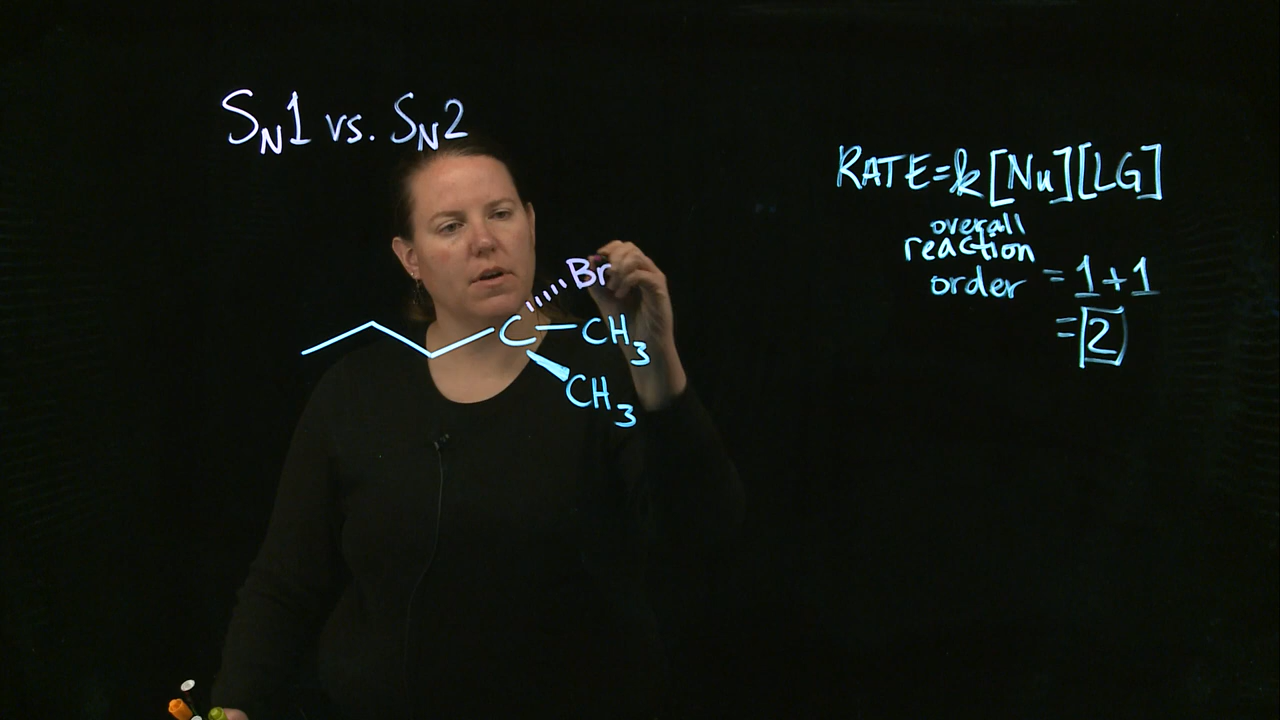 SN1 vs. SN2
RATE=k[Nu][LG]
overall
reaction
order = 1+1
=2
Br
C-CH3
CH3